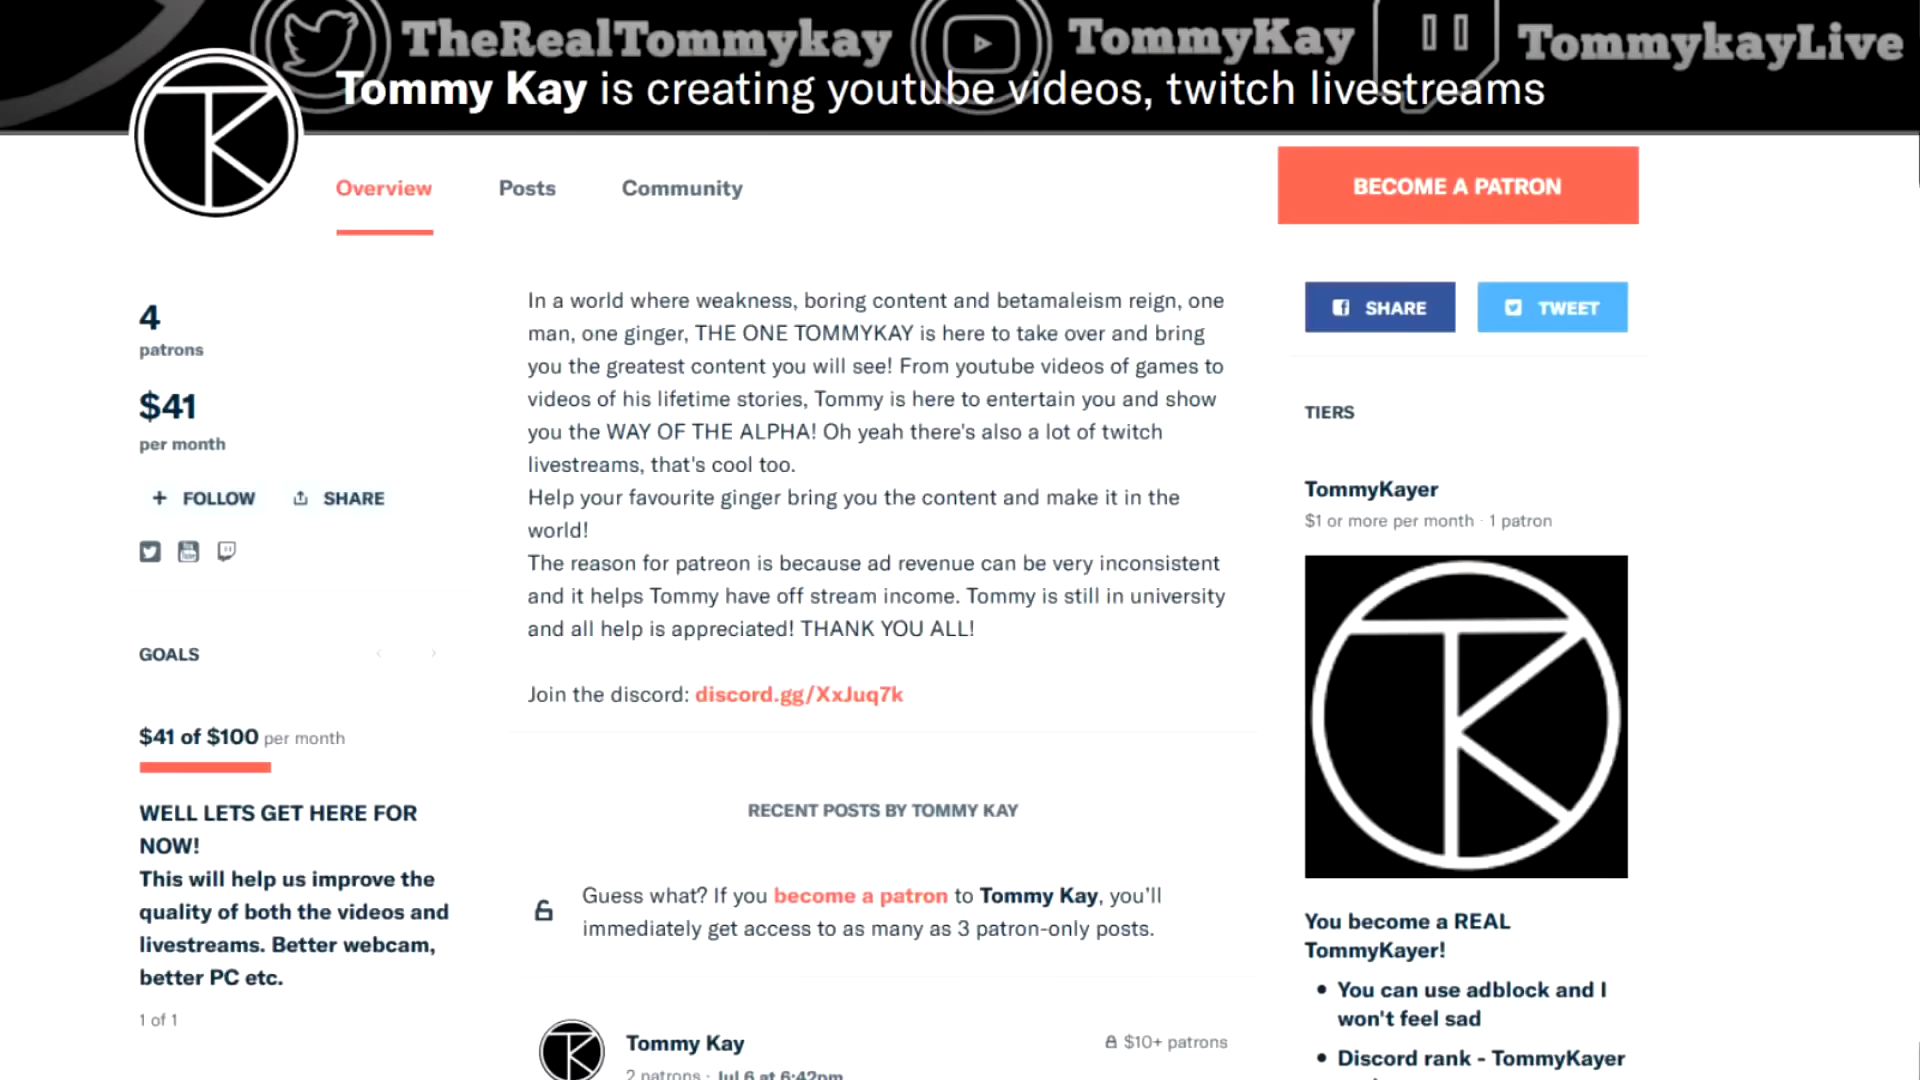 TheRealTommykay
TommyKay
TommykayLive
Tommy Kay is creating youtube videos, twitch livestreams
Overview
Posts
Community
BECOME A PATRON
4
patrons
$41
per month
+ FOLLOW
SHARE
GOALS
$41 of $100 per month
WELL LETS GET HERE FOR
NOW!
This will help us improve the
quality of both the videos and
livestreams. Better webcam,
better PC etc.
1 of 1
In a world where weakness, boring content and betamaleism reign, one
man, one ginger, THE ONE TOMMYKAY is here to take over and bring
you the greatest content you will see! From youtube videos of games to
videos of his lifetime stories, Tommy is here to entertain you and show
you the WAY OF THE ALPHA! Oh yeah there's also a lot of twitch
livestreams, that's cool too.
Help your favourite ginger bring you the content and make it in the
world!
The reason for patreon is because ad revenue can be very inconsistent
and it helps Tommy have off stream income. Tommy is still in university
and all help is appreciated! THANK YOU ALL!
Join the discord: discord.gg/XxJuq7k
RECENT POSTS BY TOMMY KAY
Guess what? If you become a patron to Tommy Kay, you'll
immediately get access to as many as 3 patron-only posts.
Tommy Kay
$10+ patrons
2 patrons · Jul 6 at 6:42pm
SHARE
TWEET
TIERS
TommyKayer
$1 or more per month · 1 patron
You become a REAL
TommyKayer!
• You can use adblock and I
won't feel sad
• Discord rank - TommyKayer